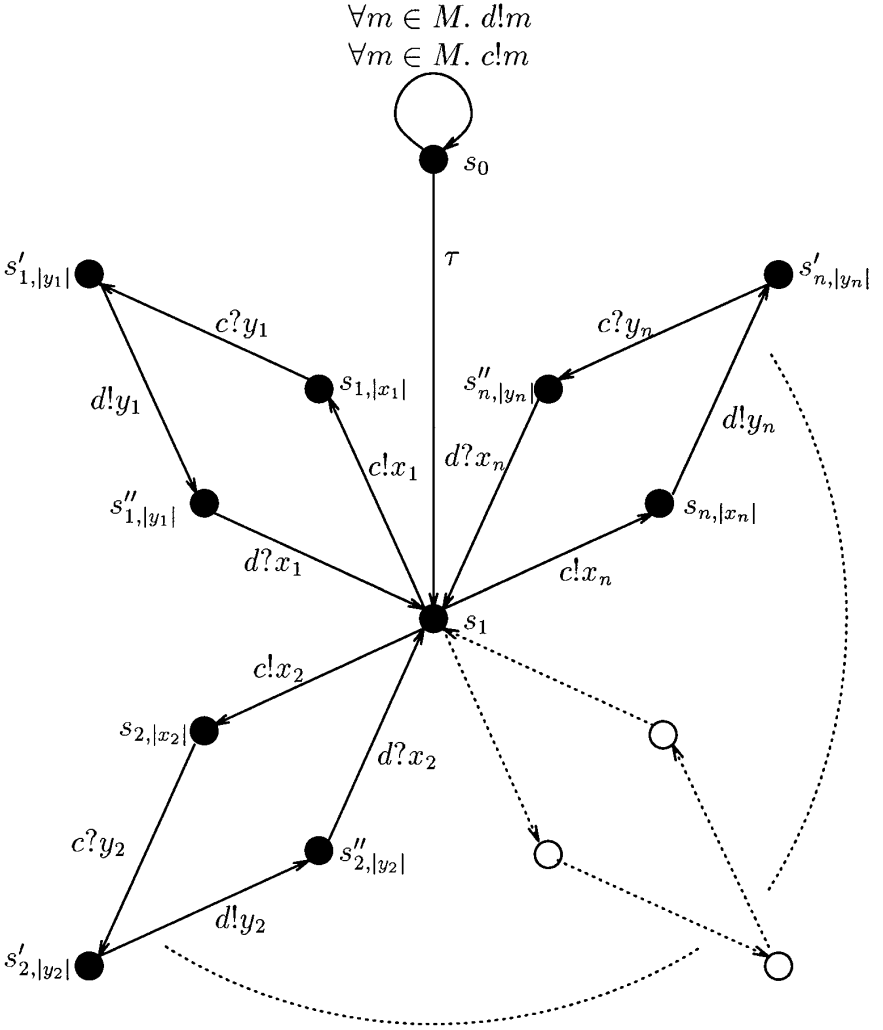 ∀m ∈ M. d!m
∀m ∈ M. c!m
s₀
τ
s′₁,|y₁|
s′ₙ,|yₙ|
c?y₁
c?yₙ
s₁,|x₁|
s″ₙ,|yₙ|
d!y₁
d!yₙ
c!x₁
d?xₙ
s″₁,|y₁|
sₙ,|xₙ|
d?x₁
c!xₙ
s₁
c!x₂
s₂,|x₂|
d?x₂
c?y₂
s″₂,|y₂|
d!y₂
s′₂,|y₂|